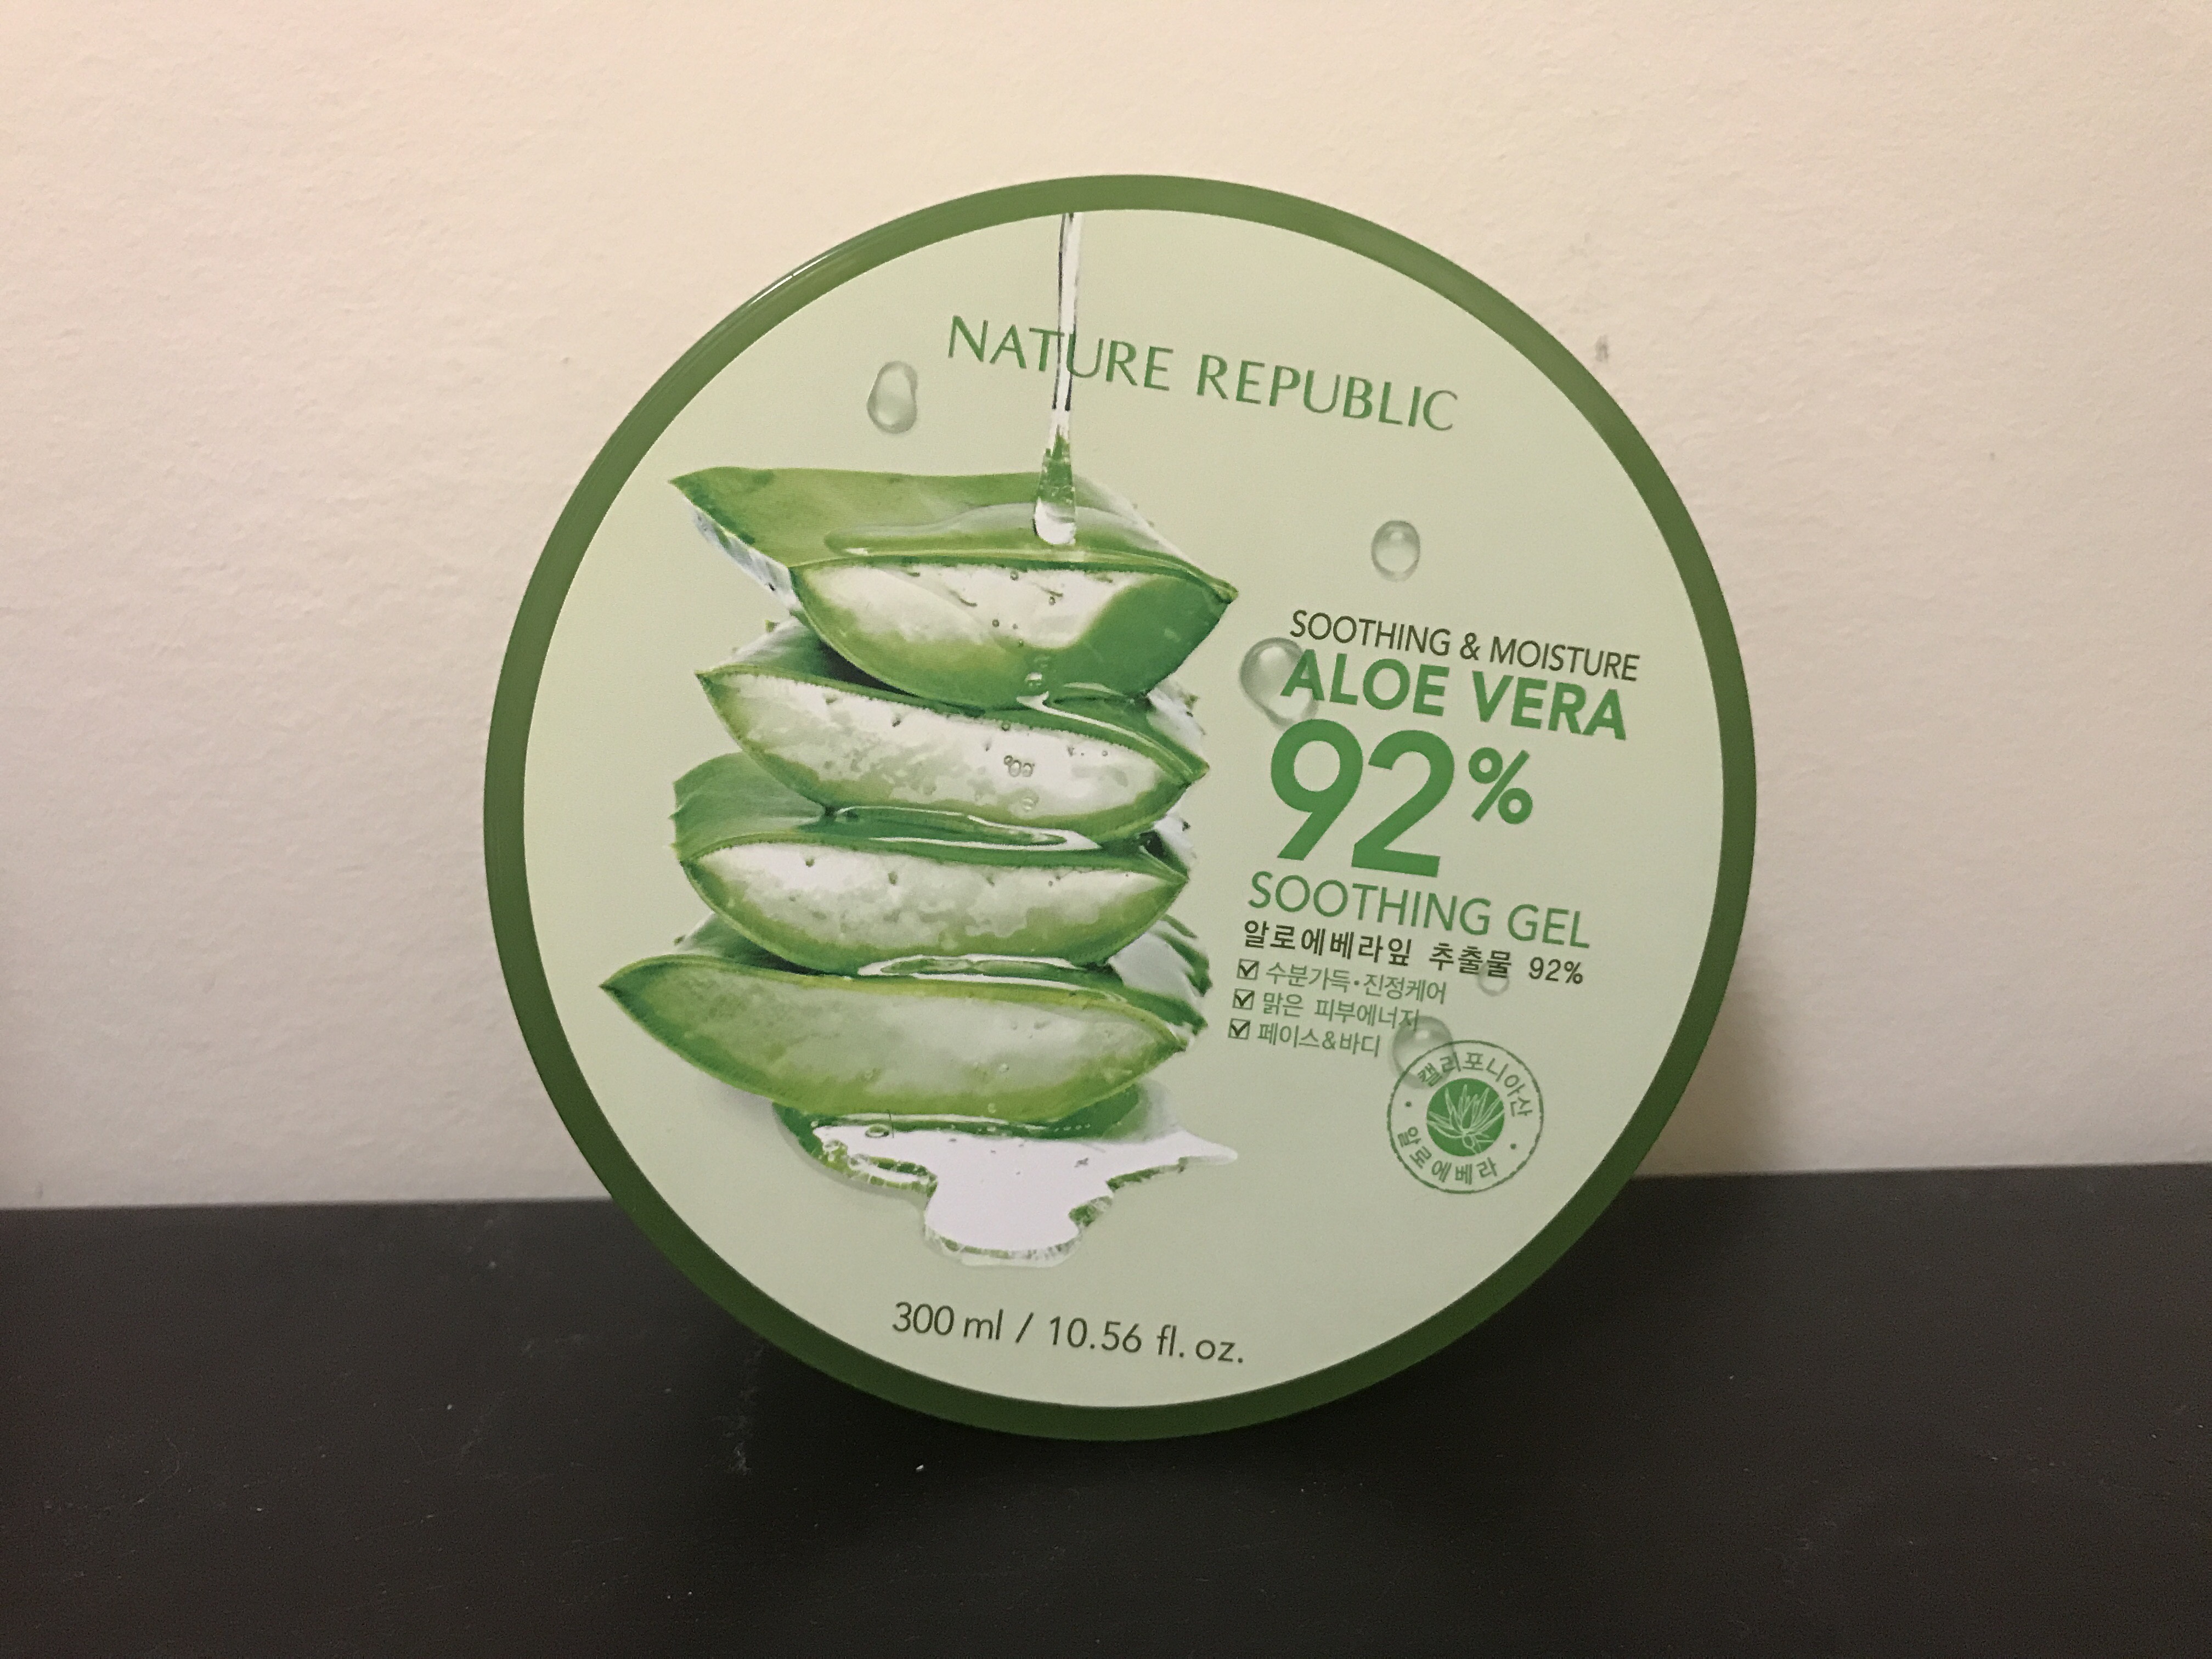 NATURE REPUBLIC
SOOTHING & MOISTURE
ALOE VERA
92%
SOOTHING GEL
알로에베라잎 추출물 92%
☑ 수분가득·진정케어
☑ 맑은 피부에너지
☑ 페이스&바디
캘리포니아산
알로에베라
300 ml / 10.56 fl. oz.